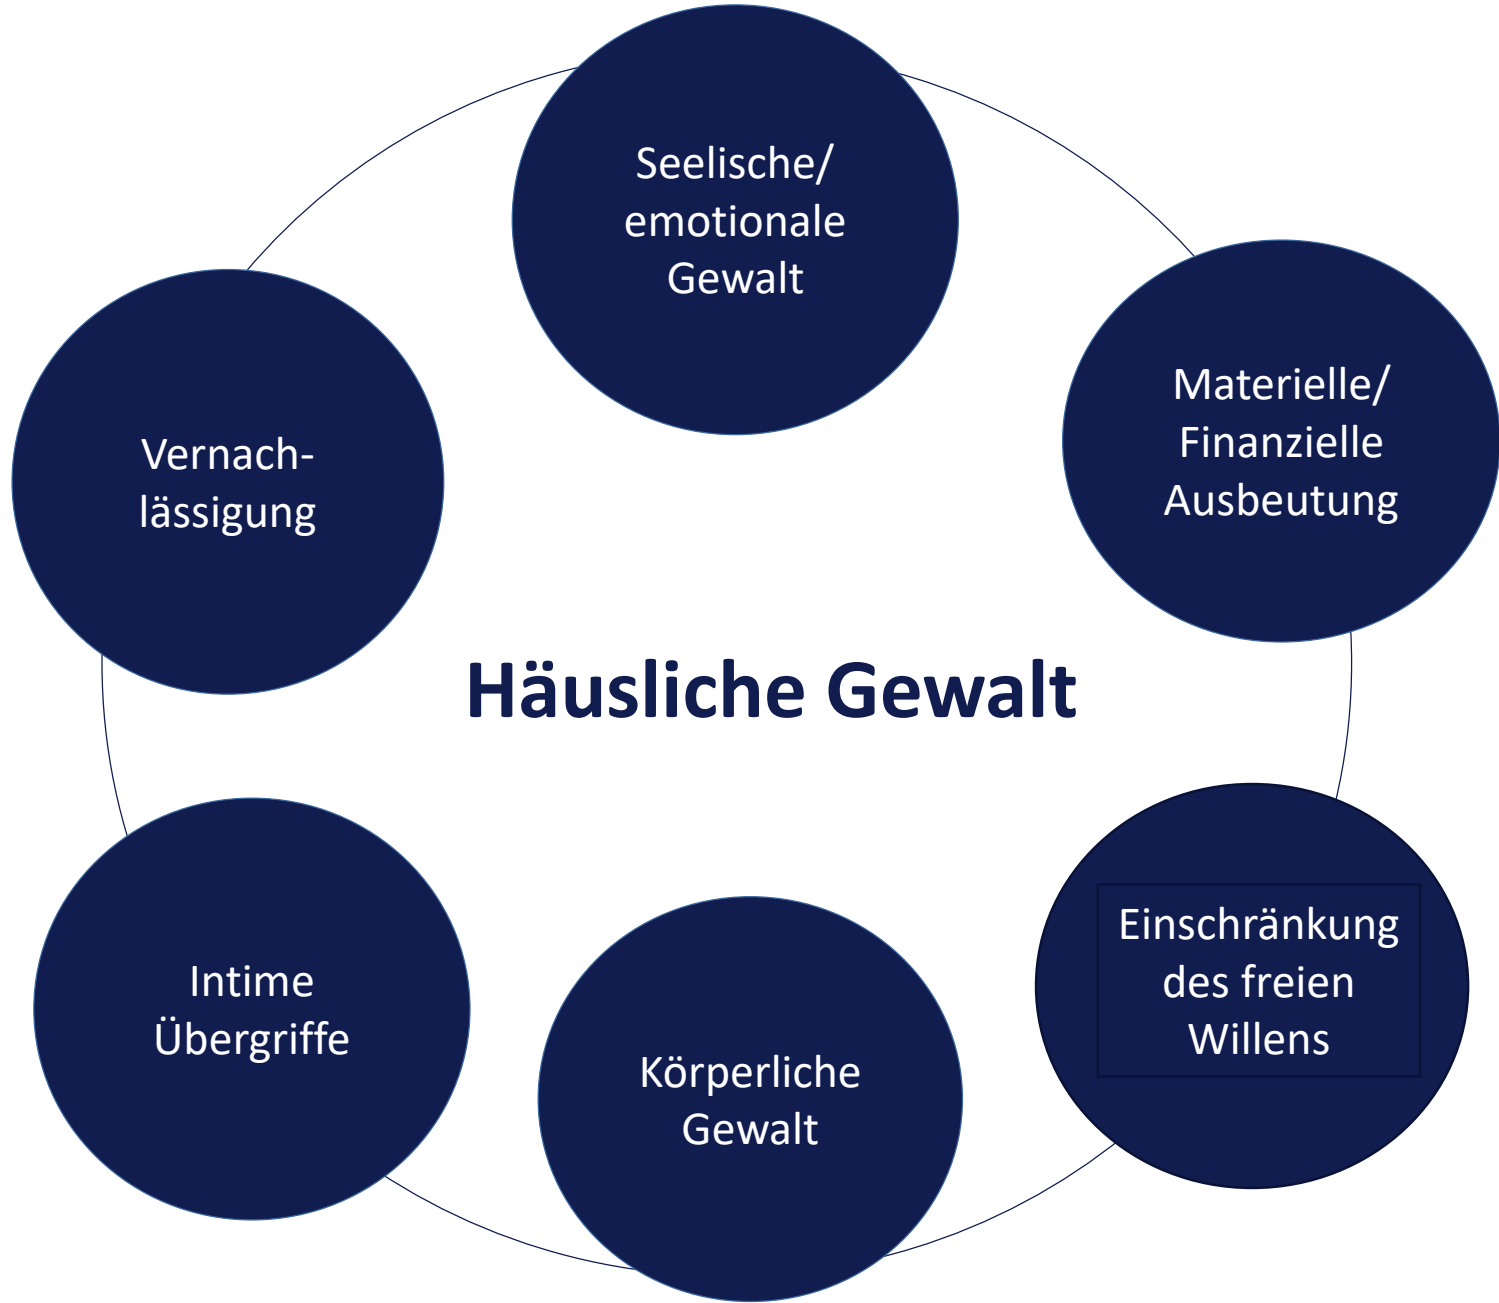 Seelische/
emotionale
Gewalt
Materielle/
Finanzielle
Ausbeutung
Vernach-
lässigung
Häusliche Gewalt
Einschränkung
des freien
Willens
Intime
Übergriffe
Körperliche
Gewalt